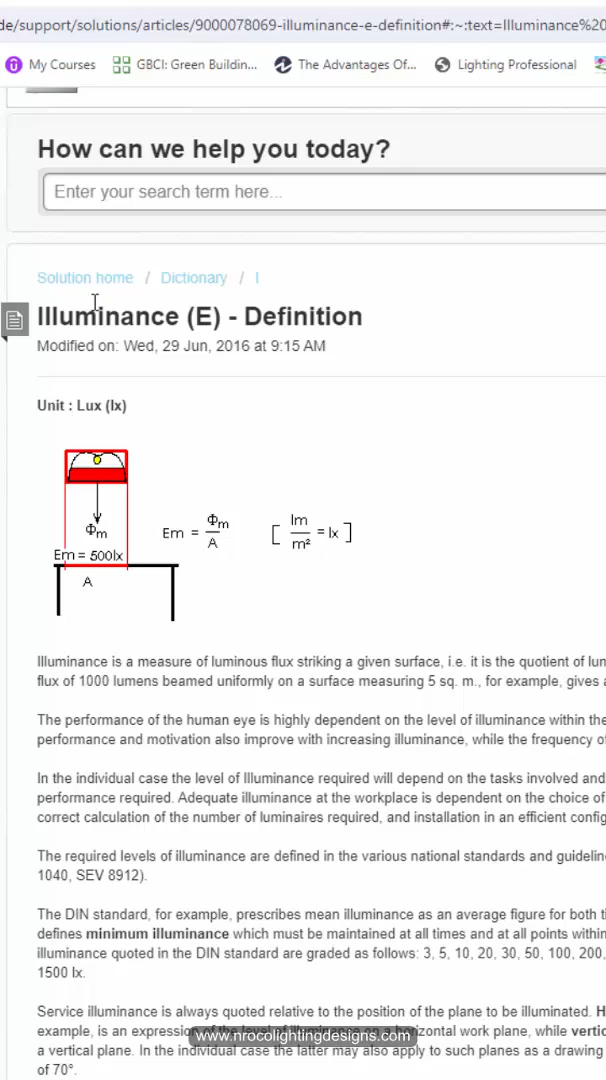 de/support/solutions/articles/9000078069-illuminance-e-definition#:~:text=Illuminance%20
My Courses GBCI: Green Buildin... The Advantages Of... Lighting Professional
How can we help you today?
Enter your search term here...
Solution home / Dictionary / I
Illuminance (E) - Definition
Modified on: Wed, 29 Jun, 2016 at 9:15 AM
Unit : Lux (lx)
Φm
Em = 500lx
A
Em = Φm / A [ lm / m² = lx ]
Illuminance is a measure of luminous flux striking a given surface, i.e. it is the quotient of
flux of 1000 lumens beamed uniformly on a surface measuring 5 sq. m., for example, gives a
The performance of the human eye is highly dependent on the level of illuminance within the
performance and motivation also improve with increasing illuminance, while the frequency of
In the individual case the level of Illuminance required will depend on the tasks involved and
performance required. Adequate illuminance at the workplace is dependent on the choice of
correct calculation of the number of luminaires required, and installation in an efficient
The required levels of illuminance are defined in the various national standards and
1040, SEV 8912).
The DIN standard, for example, prescribes mean illuminance as an average figure for both
defines minimum illuminance which must be maintained at all times and at all points within
illuminance quoted in the DIN standard are graded as follows: 3, 5, 10, 20, 30, 50, 100, 200,
1500 lx.
Service illuminance is always quoted relative to the position of the plane to be illuminated.
example, is an expression of the level of illuminance on a horizontal work plane, while
www.nrocolightingdesigns.com
a vertical plane. In the individual case the latter may also apply to such planes as a drawing
of 70°.